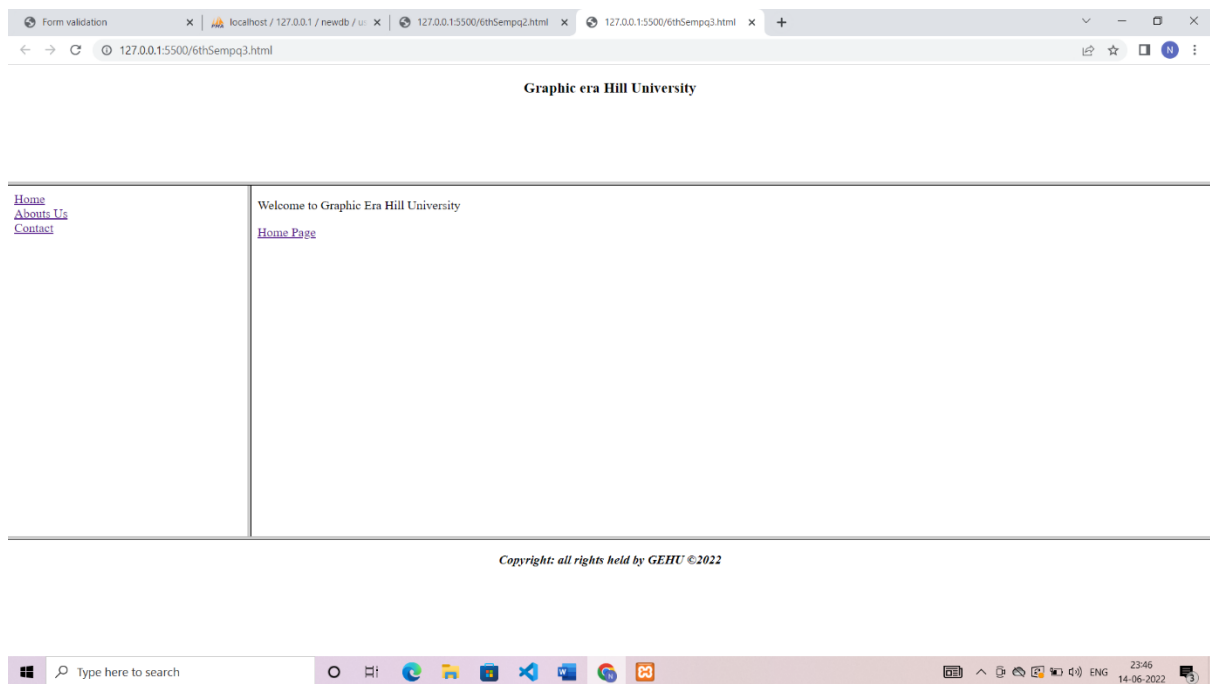 Form validation
localhost / 127.0.0.1 / newdb / us
127.0.0.1:5500/6thSempq2.html
127.0.0.1:5500/6thSempq3.html
127.0.0.1:5500/6thSempq3.html
N
Graphic era Hill University
Home
Abouts Us
Contact
Welcome to Graphic Era Hill University
Home Page
Copyright: all rights held by GEHU ©2022
Type here to search
ENG
23:46
14-06-2022
3